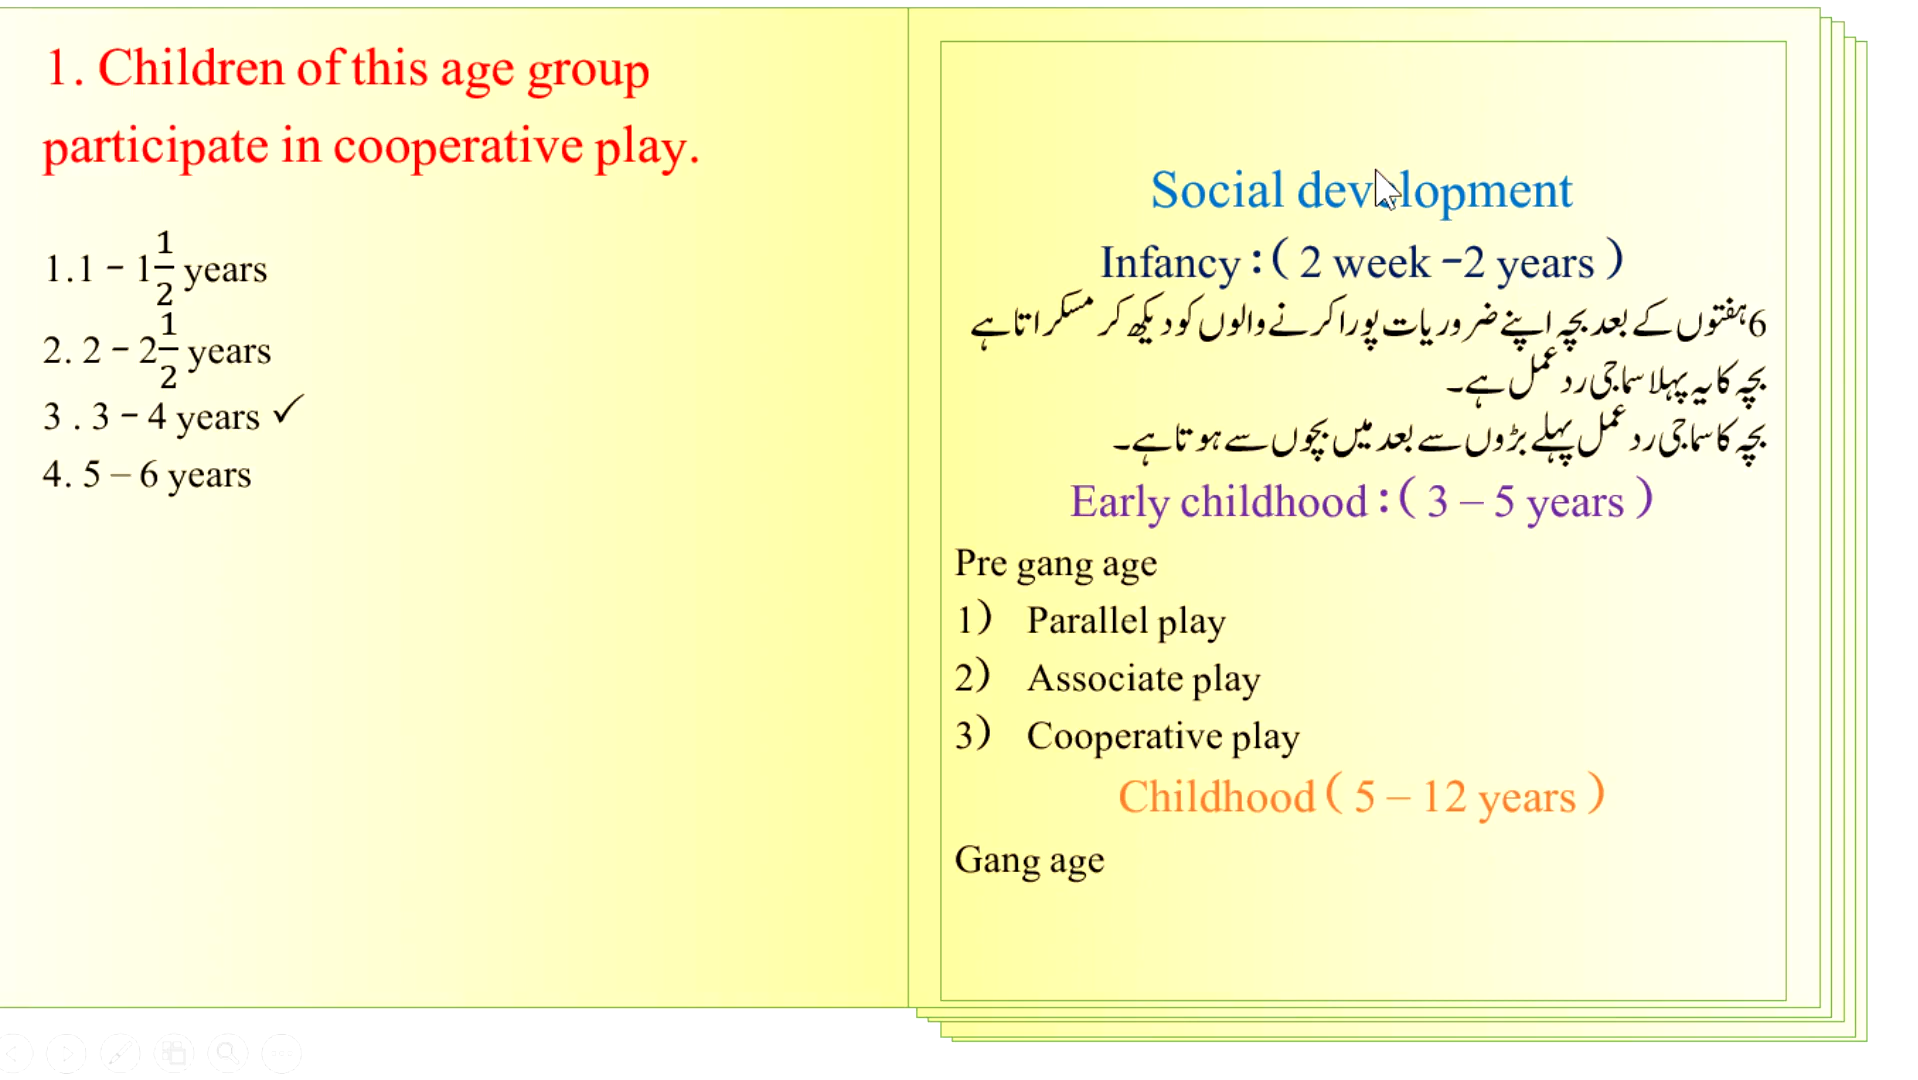 1. Children of this age group
participate in cooperative play.
1.1 – 1½ years
2. 2 – 2½ years
3 . 3 – 4 years ✓
4. 5 – 6 years
Social development
Infancy : ( 2 week –2 years )
6ہفتوں کے بعد بچہ اپنے ضروریات پورا کرنے والوں کو دیکھ کر مسکراتا ہے
بچہ کا یہ پہلا سماجی رد عمل ہے۔
بچہ کا سماجی رد عمل پہلے بڑوں سے بعد میں بچوں سے ہوتا ہے۔
Early childhood : ( 3 – 5 years )
Pre gang age
1) Parallel play
2) Associate play
3) Cooperative play
Childhood ( 5 – 12 years )
Gang age